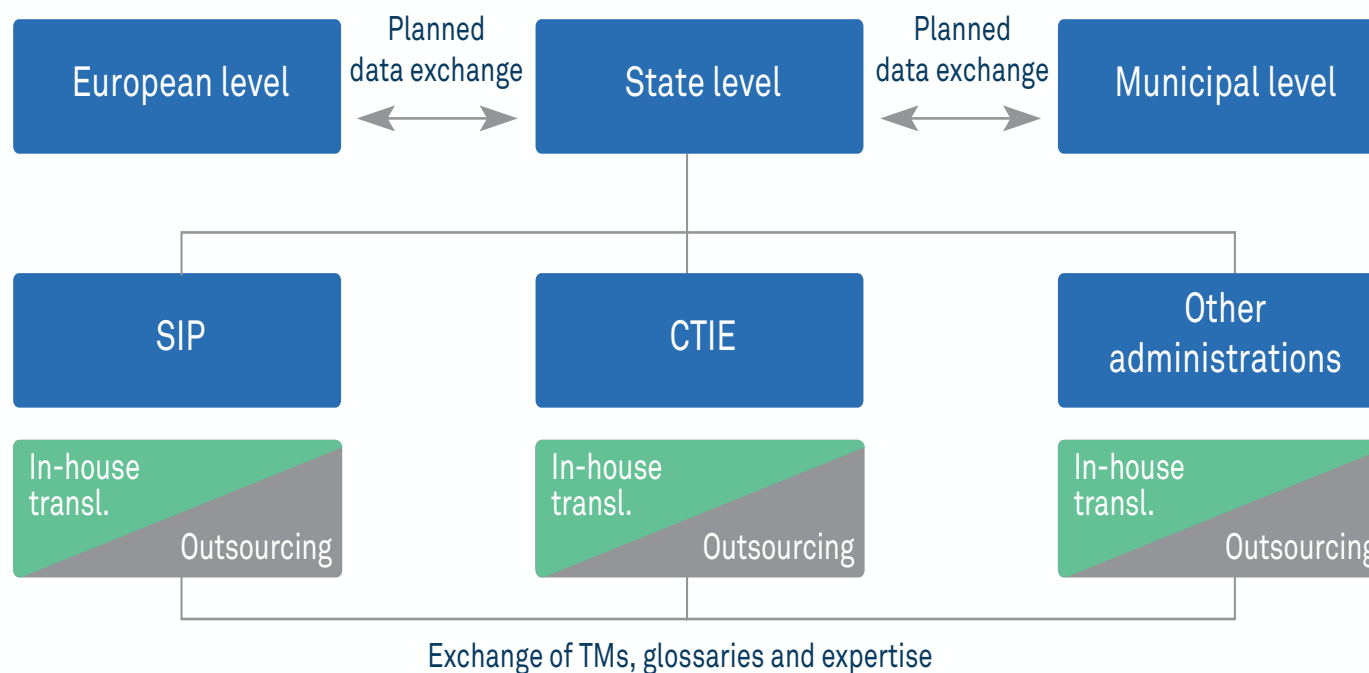 European level
Planned
data exchange
State level
Planned
data exchange
Municipal level
SIP
CTIE
Other
administrations
In-house
transl.
Outsourcing
In-house
transl.
Outsourcing
In-house
transl.
Outsourcing
Exchange of TMs, glossaries and expertise